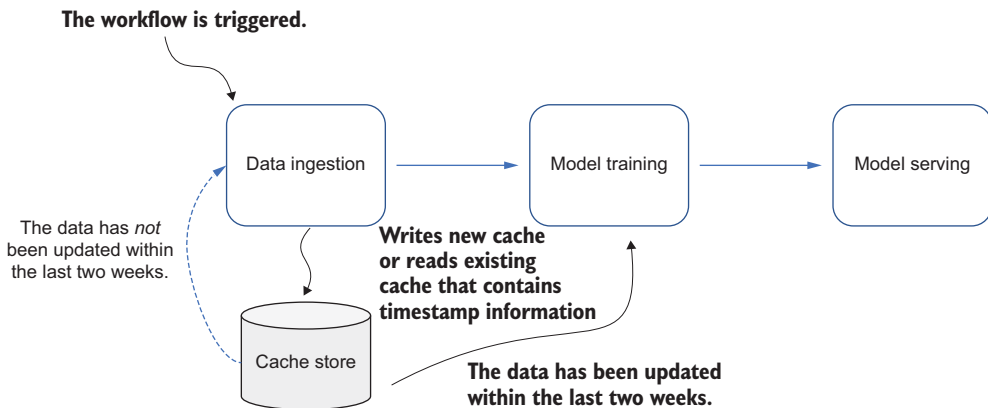 The workflow is triggered.
Data ingestion
Model training
Model serving
The data has not
been updated within
the last two weeks.
Writes new cache
or reads existing
cache that contains
timestamp information
Cache store
The data has been updated
within the last two weeks.